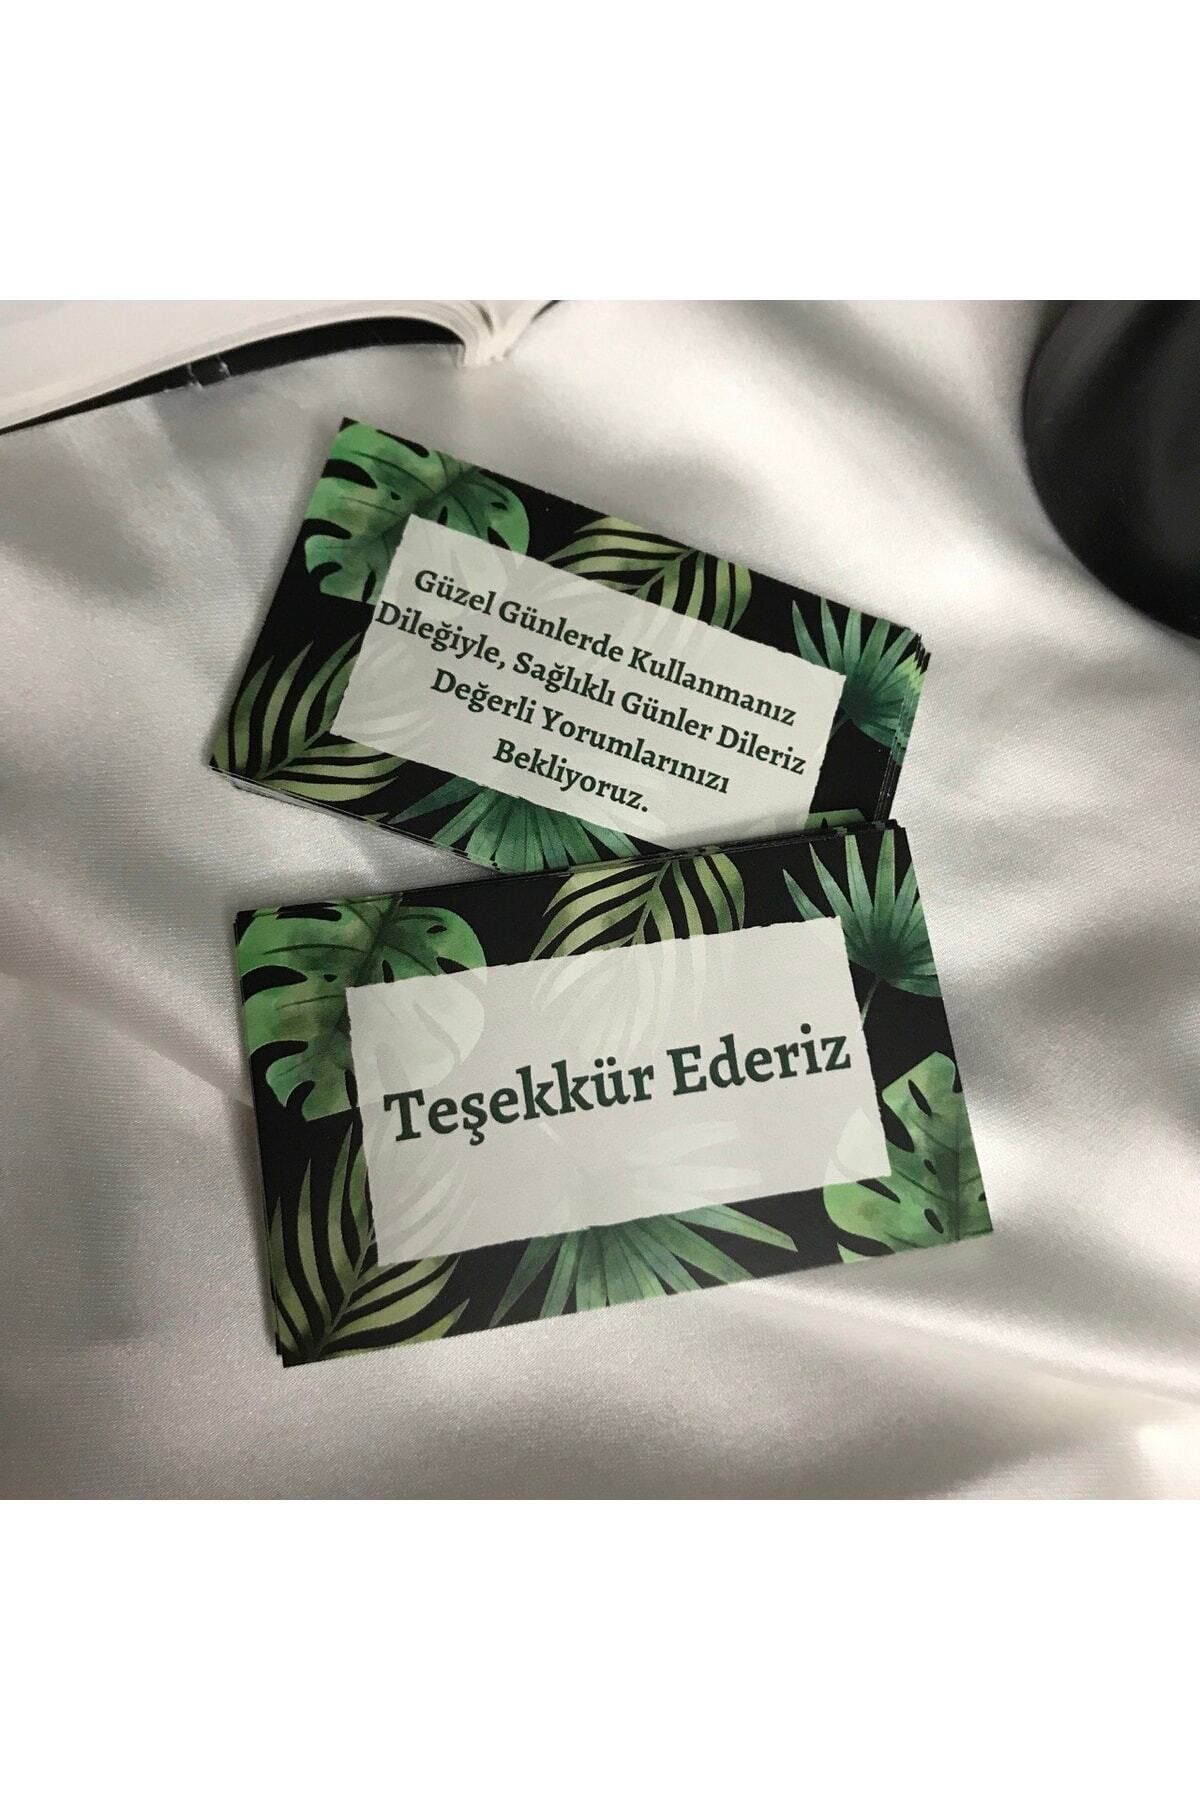 Güzel Günlerde Kullanmanız
Dileğiyle, Sağlıklı Günler Dileriz
Değerli Yorumlarınızı
Bekliyoruz.
Teşekkür Ederiz